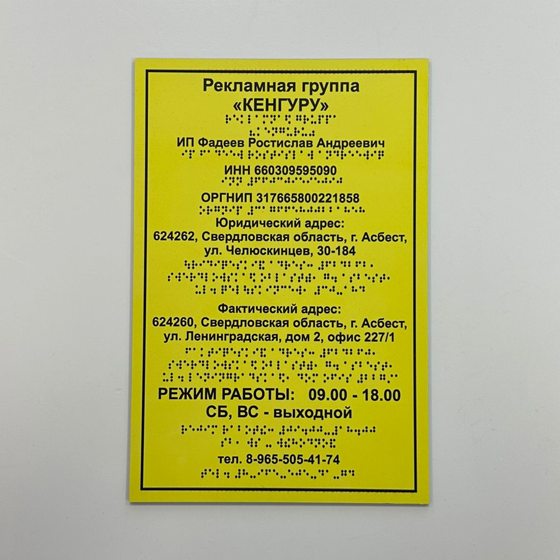 Рекламная группа
«КЕНГУРУ»
ИП Фадеев Ростислав Андреевич
ИНН 660309595090
ОРГНИП 317665800221858
Юридический адрес:
624262, Свердловская область, г. Асбест,
ул. Челюскинцев, 30-184
Фактический адрес:
624260, Свердловская область, г. Асбест,
ул. Ленинградская, дом 2, офис 227/1
РЕЖИМ РАБОТЫ: 09.00 - 18.00
СБ, ВС - выходной
тел. 8-965-505-41-74